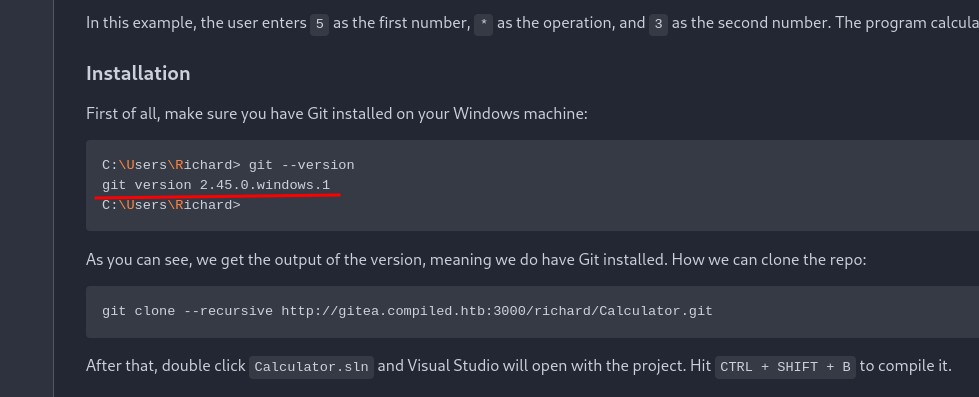 In this example, the user enters 5 as the first number, * as the operation, and 3 as the second number. The program calcula
Installation
First of all, make sure you have Git installed on your Windows machine:
C:\Users\Richard> git --version
git version 2.45.0.windows.1
C:\Users\Richard>
As you can see, we get the output of the version, meaning we do have Git installed. How we can clone the repo:
git clone --recursive http://gitea.compiled.htb:3000/richard/Calculator.git
After that, double click Calculator.sln and Visual Studio will open with the project. Hit CTRL + SHIFT + B to compile it.